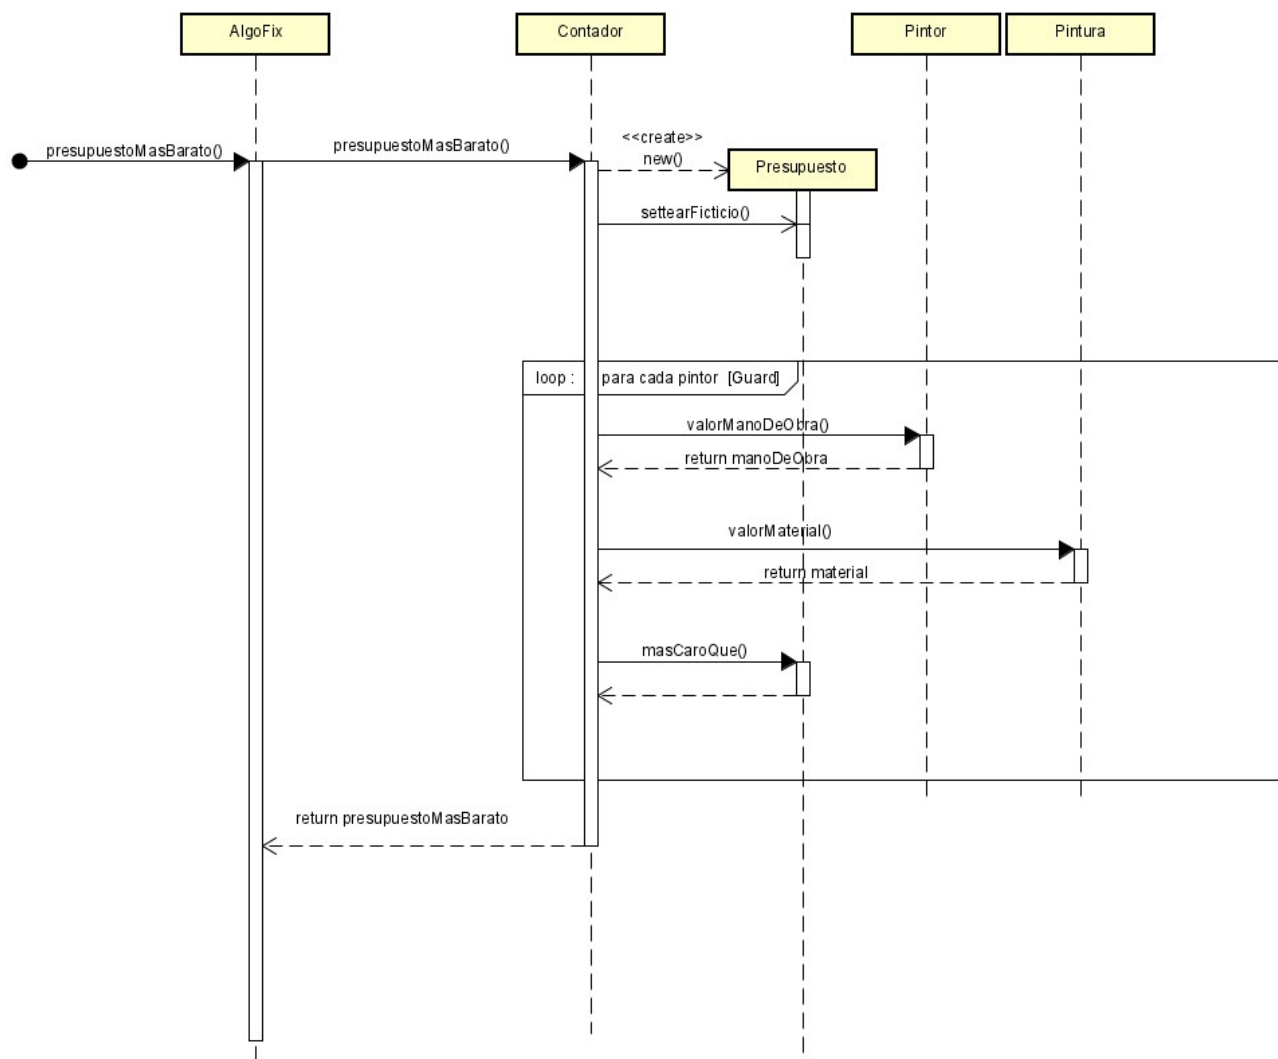 AlgoFix
Contador
Pintor
Pintura
presupuestoMasBarato()
presupuestoMasBarato()
<<create>>
new()
Presupuesto
settearFicticio()
loop : para cada pintor [Guard]
valorManoDeObra()
return manoDeObra
valorMaterial()
return material
masCaroQue()
return presupuestoMasBarato